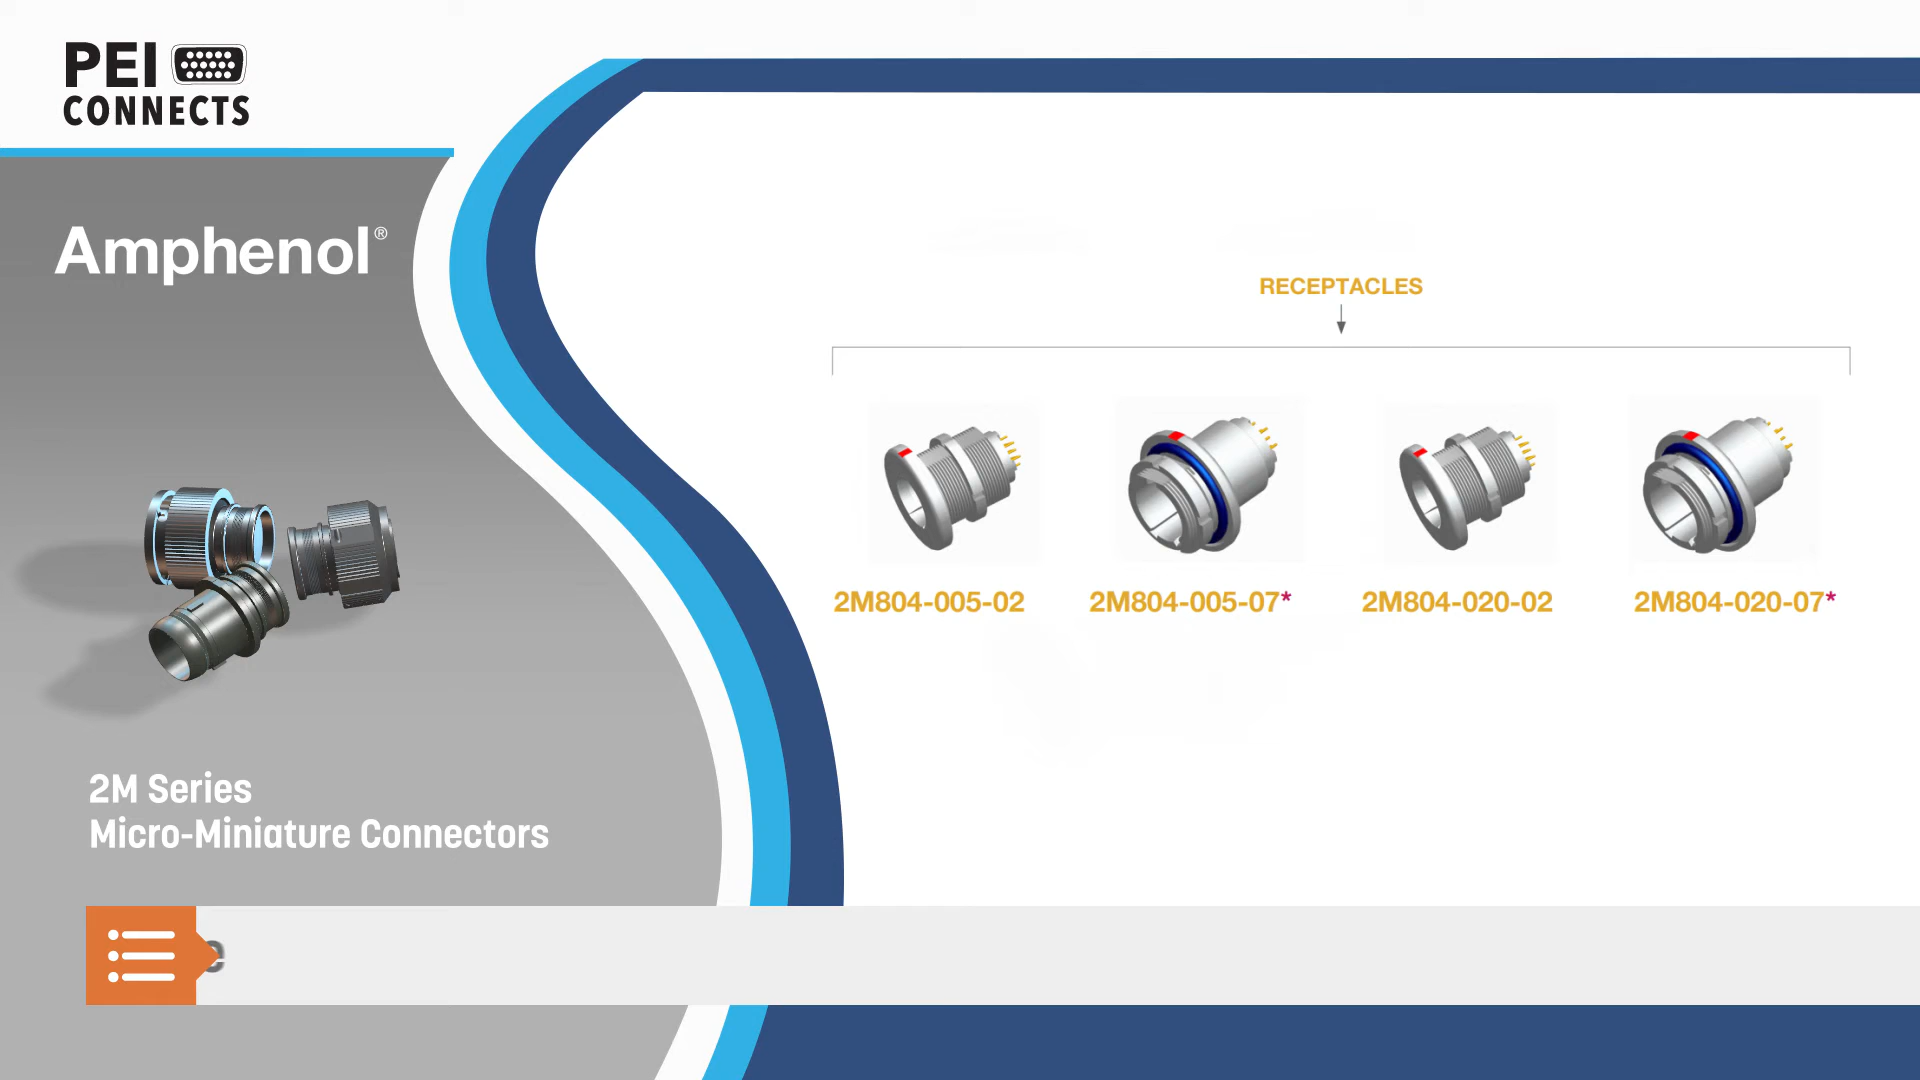 PEI
CONNECTS
Amphenol®
RECEPTACLES
2M804-005-02
2M804-005-07*
2M804-020-02
2M804-020-07*
2M Series
Micro-Miniature Connectors